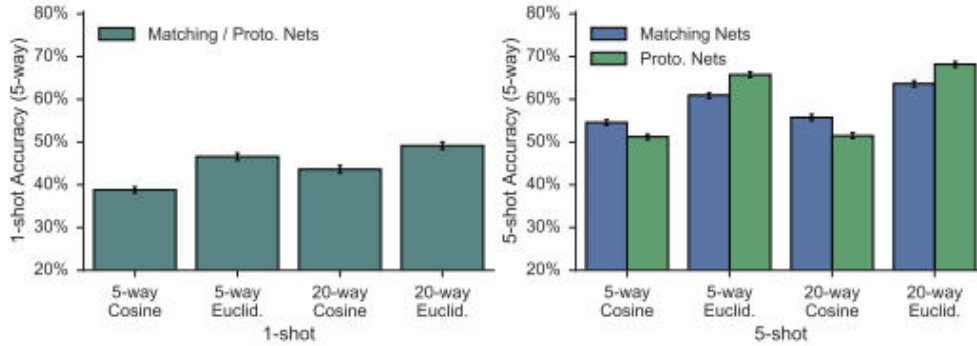 80%
70%
60%
50%
40%
30%
20%
1-shot Accuracy (5-way)
Matching / Proto. Nets
5-way
Cosine
5-way
Euclid.
20-way
Cosine
20-way
Euclid.
1-shot
80%
70%
60%
50%
40%
30%
20%
5-shot Accuracy (5-way)
Matching Nets
Proto. Nets
5-way
Cosine
5-way
Euclid.
20-way
Cosine
20-way
Euclid.
5-shot